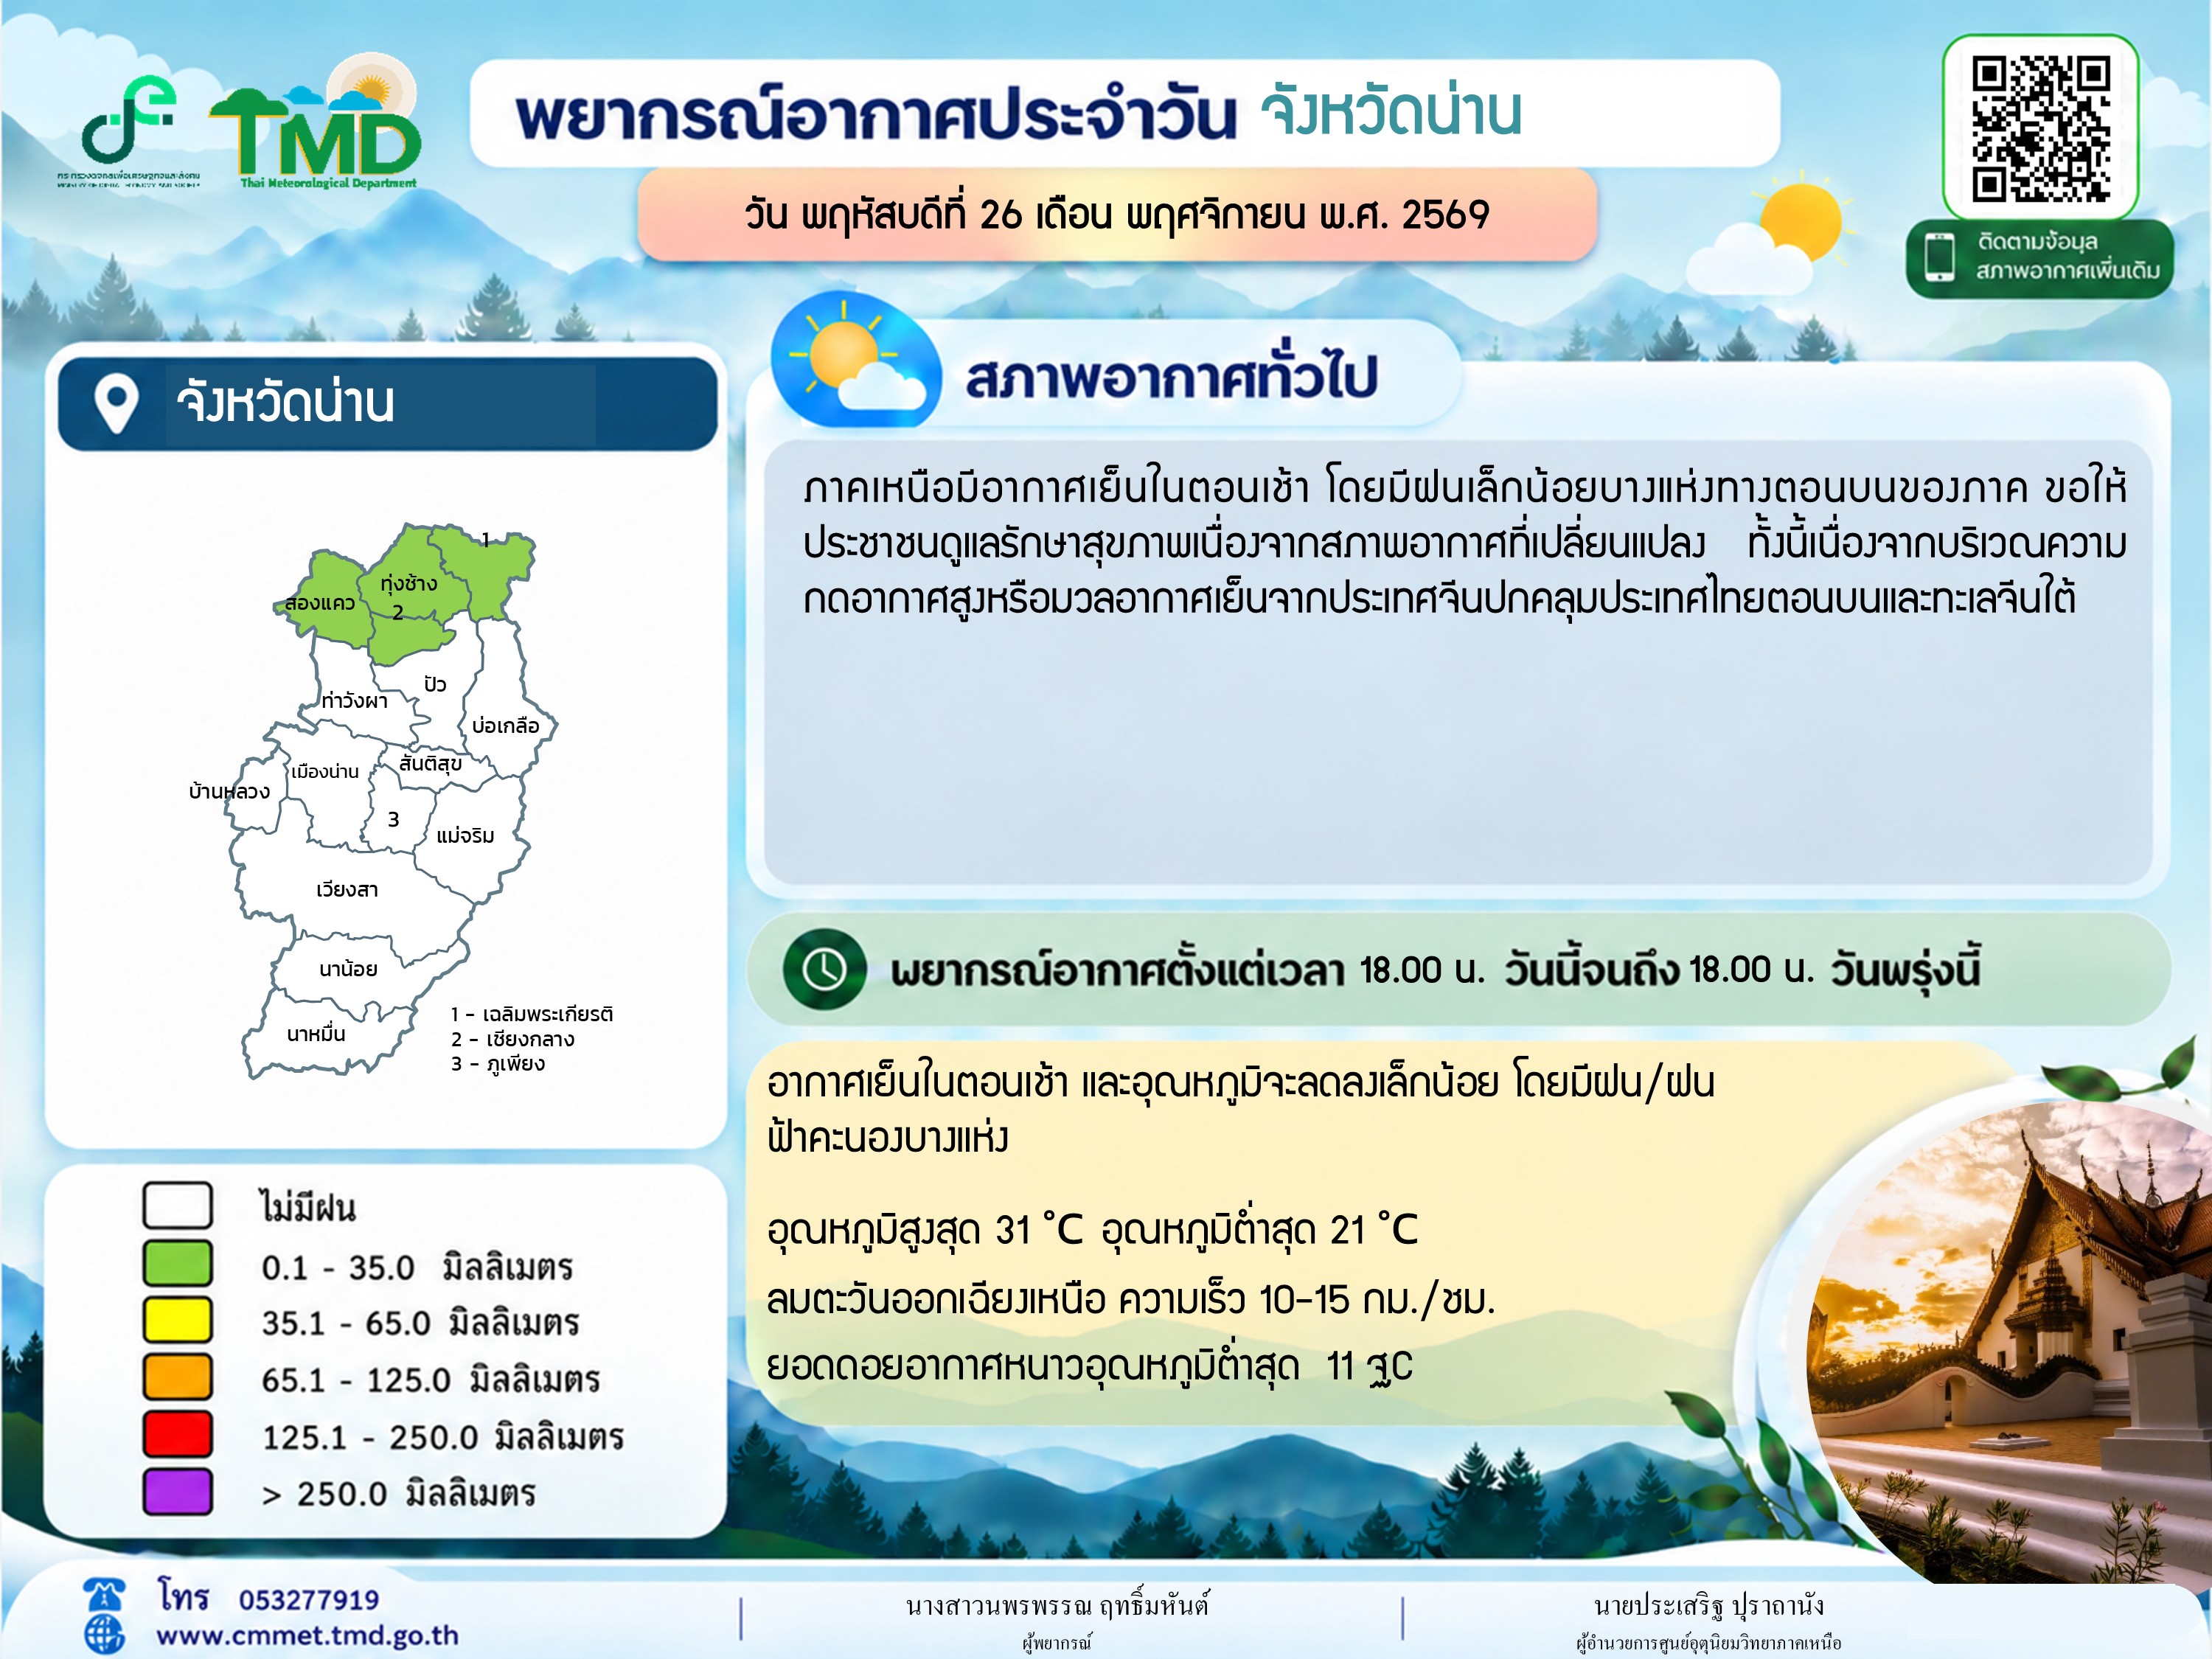 พยากรณ์อากาศประจำวัน จังหวัดน่าน
TMD
Thai Meteorological Department
วัน พฤหัสบดีที่ 26 เดือน พฤศจิกายน พ.ศ. 2569
ติดตามข้อมูล
สภาพอากาศเพิ่มเติม
จังหวัดน่าน
1
ทุ่งช้าง
สองแคว
2
ปัว
ท่าวังผา
บ่อเกลือ
สันติสุข
เมืองน่าน
บ้านหลวง
3
แม่จริม
เวียงสา
นาน้อย
นาหมื่น
1 - เฉลิมพระเกียรติ
2 - เชียงกลาง
3 - ภูเพียง
ไม่มีฝน
0.1 - 35.0 มิลลิเมตร
35.1 - 65.0 มิลลิเมตร
65.1 - 125.0 มิลลิเมตร
125.1 - 250.0 มิลลิเมตร
> 250.0 มิลลิเมตร
สภาพอากาศทั่วไป
ภาคเหนือมีอากาศเย็นในตอนเช้า โดยมีฝนเล็กน้อยบางแห่งทางตอนบนของภาค ขอให้
ประชาชนดูแลรักษาสุขภาพเนื่องจากสภาพอากาศที่เปลี่ยนแปลง ทั้งนี้เนื่องจากบริเวณความ
กดอากาศสูงหรือมวลอากาศเย็นจากประเทศจีนปกคลุมประเทศไทยตอนบนและทะเลจีนใต้
พยากรณ์อากาศตั้งแต่เวลา 18.00 น. วันนี้จนถึง 18.00 น. วันพรุ่งนี้
อากาศเย็นในตอนเช้า และอุณหภูมิจะลดลงเล็กน้อย โดยมีฝน/ฝน
ฟ้าคะนองบางแห่ง
อุณหภูมิสูงสุด 31 °C อุณหภูมิต่ำสุด 21 °C
ลมตะวันออกเฉียงเหนือ ความเร็ว 10-15 กม./ชม.
ยอดดอยอากาศหนาวอุณหภูมิต่ำสุด 11 ฐC
โทร 053277919
www.cmmet.tmd.go.th
นางสาวนพรพรรณ ฤทธิ์มหันต์
ผู้พยากรณ์
นายประเสริฐ ปุราถานัง
ผู้อำนวยการศูนย์อุตุนิยมวิทยาภาคเหนือ